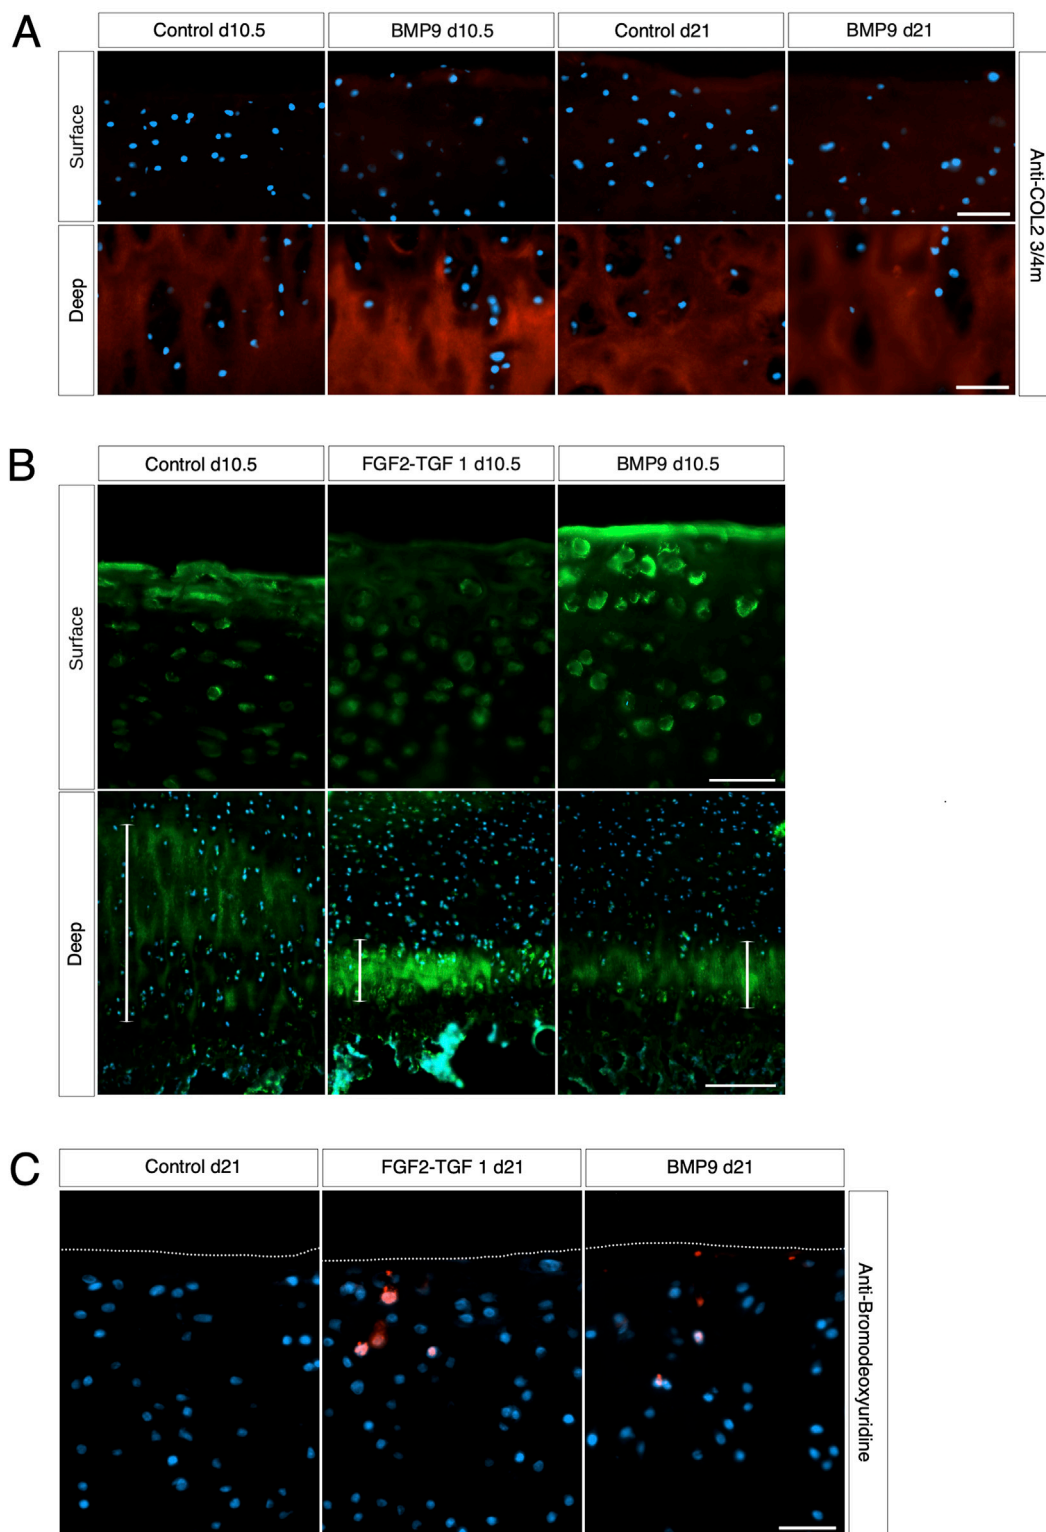 A
Control d10.5
BMP9 d10.5
Control d21
BMP9 d21
Surface
Deep
Anti-COL2 3/4m
B
Control d10.5
FGF2-TGF 1 d10.5
BMP9 d10.5
Surface
Deep
C
Control d21
FGF2-TGF 1 d21
BMP9 d21
Anti-Bromodeoxyuridine